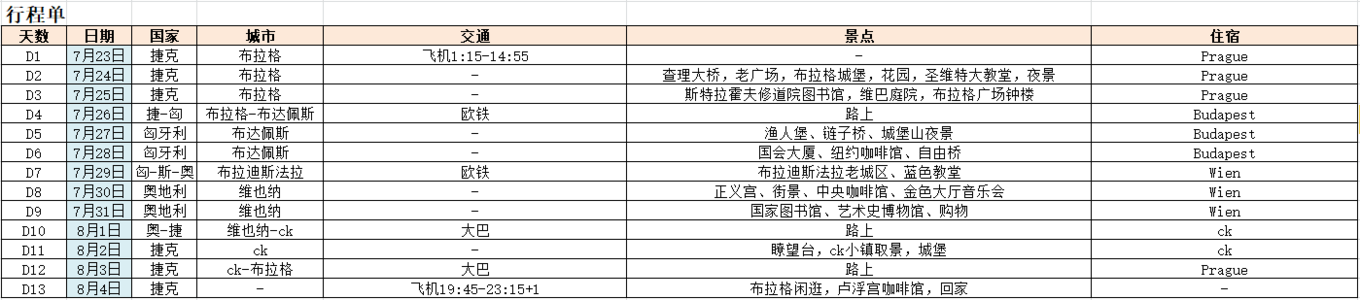 行程单
天数 日期 国家 城市 交通 景点 住宿
D1 7月23日 捷克 布拉格 飞机1:15-14:55 - Prague
D2 7月24日 捷克 布拉格 - 查理大桥，老广场，布拉格城堡，花园，圣维特大教堂，夜景 Prague
D3 7月25日 捷克 布拉格 - 斯特拉霍夫修道院图书馆，维巴庭院，布拉格广场钟楼 Prague
D4 7月26日 捷-匈 布拉格-布达佩斯 欧铁 路上 Budapest
D5 7月27日 匈牙利 布达佩斯 - 渔人堡、链子桥、城堡山夜景 Budapest
D6 7月28日 匈牙利 布达佩斯 - 国会大厦、纽约咖啡馆、自由桥 Budapest
D7 7月29日 匈-斯-奥 布拉迪斯法拉 欧铁 布拉迪斯法拉老城区、蓝色教堂 Wien
D8 7月30日 奥地利 维也纳 - 正义宫、街景、中央咖啡馆、金色大厅音乐会 Wien
D9 7月31日 奥地利 维也纳 - 国家图书馆、艺术史博物馆、购物 Wien
D10 8月1日 奥-捷 维也纳-ck 大巴 路上 ck
D11 8月2日 捷克 ck - 瞭望台，ck小镇取景，城堡 ck
D12 8月3日 捷克 ck-布拉格 大巴 路上 Prague
D13 8月4日 捷克 - 飞机19:45-23:15+1 布拉格闲逛，卢浮宫咖啡馆，回家 -